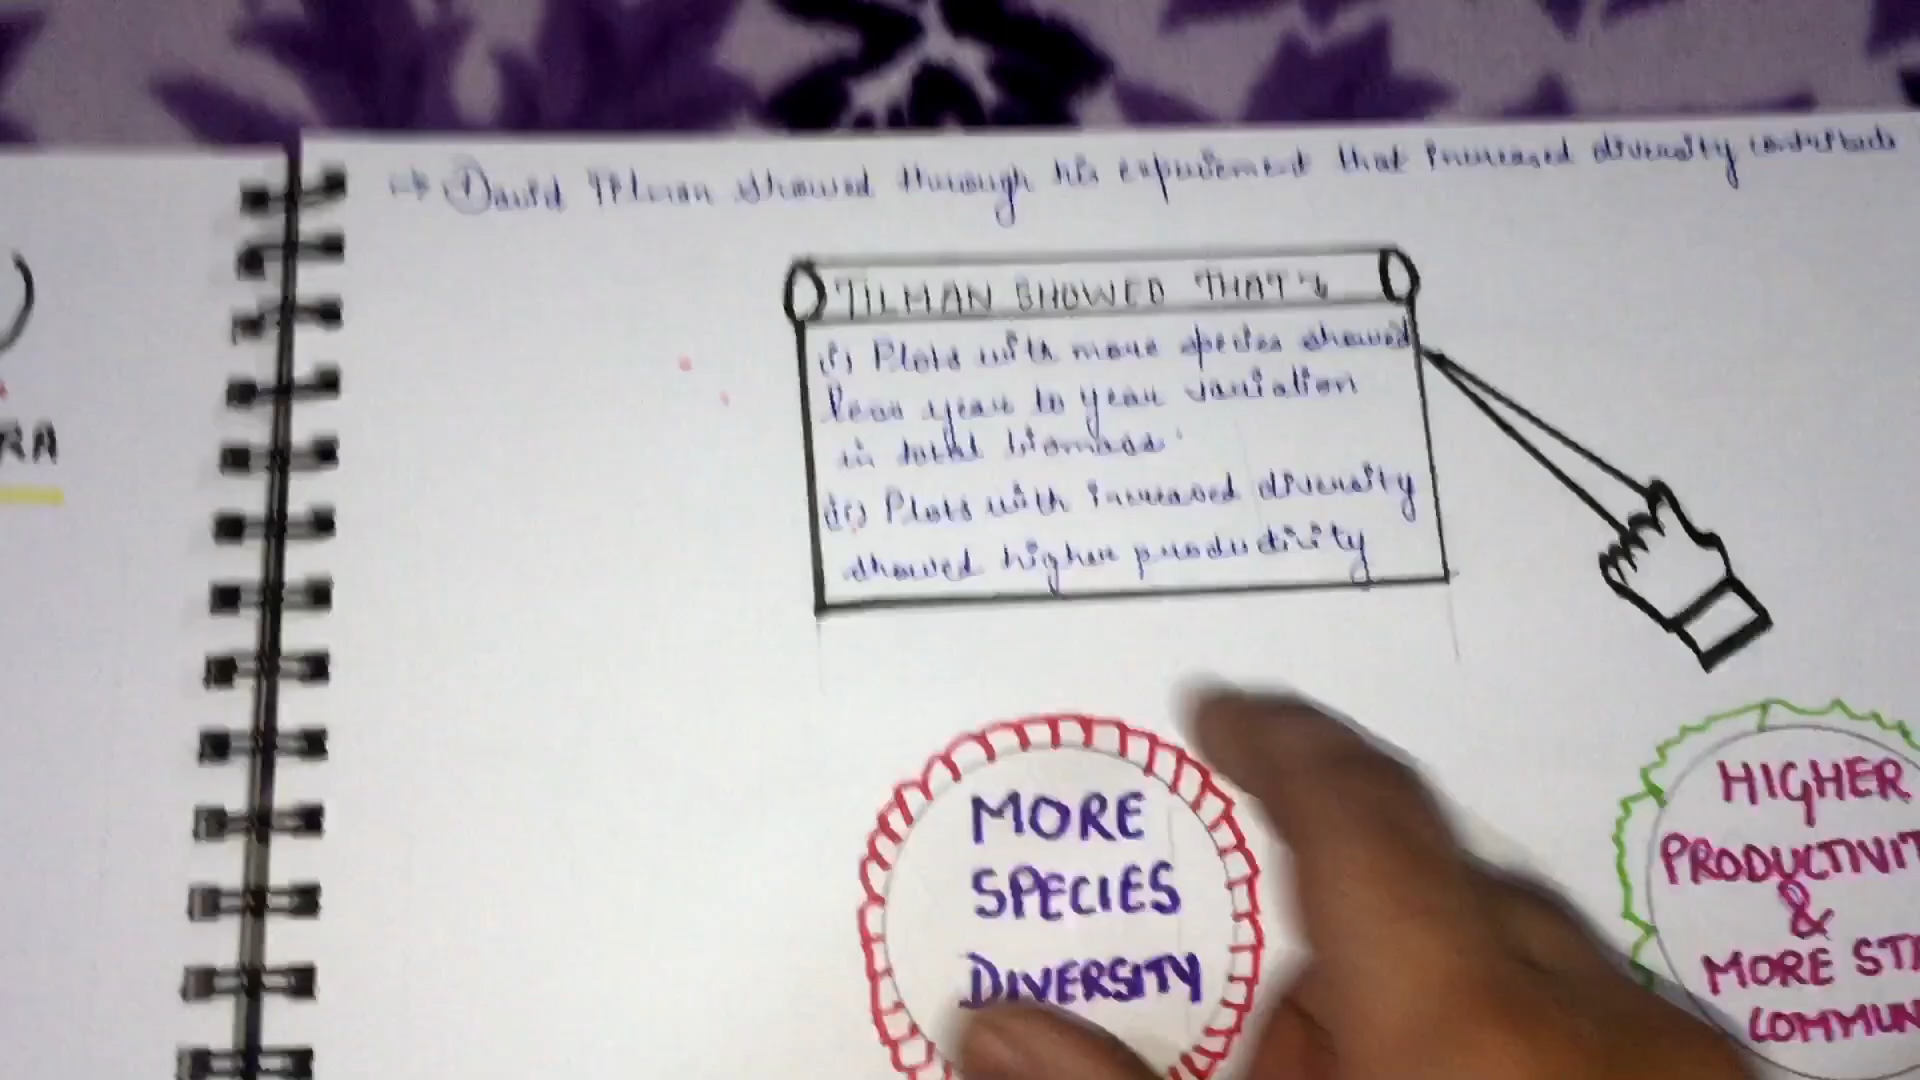 → David Tilman showed through his experiment that increased diversity contribute
TILMAN SHOWED THAT
(i) Plots with more species showed
less year to year variation
in total biomass.
(ii) Plots with increased diversity
showed higher productivity
MORE
SPECIES
DIVERSITY
HIGHER
PRODUCTIVIT
&
MORE STA
COMMUN
RA